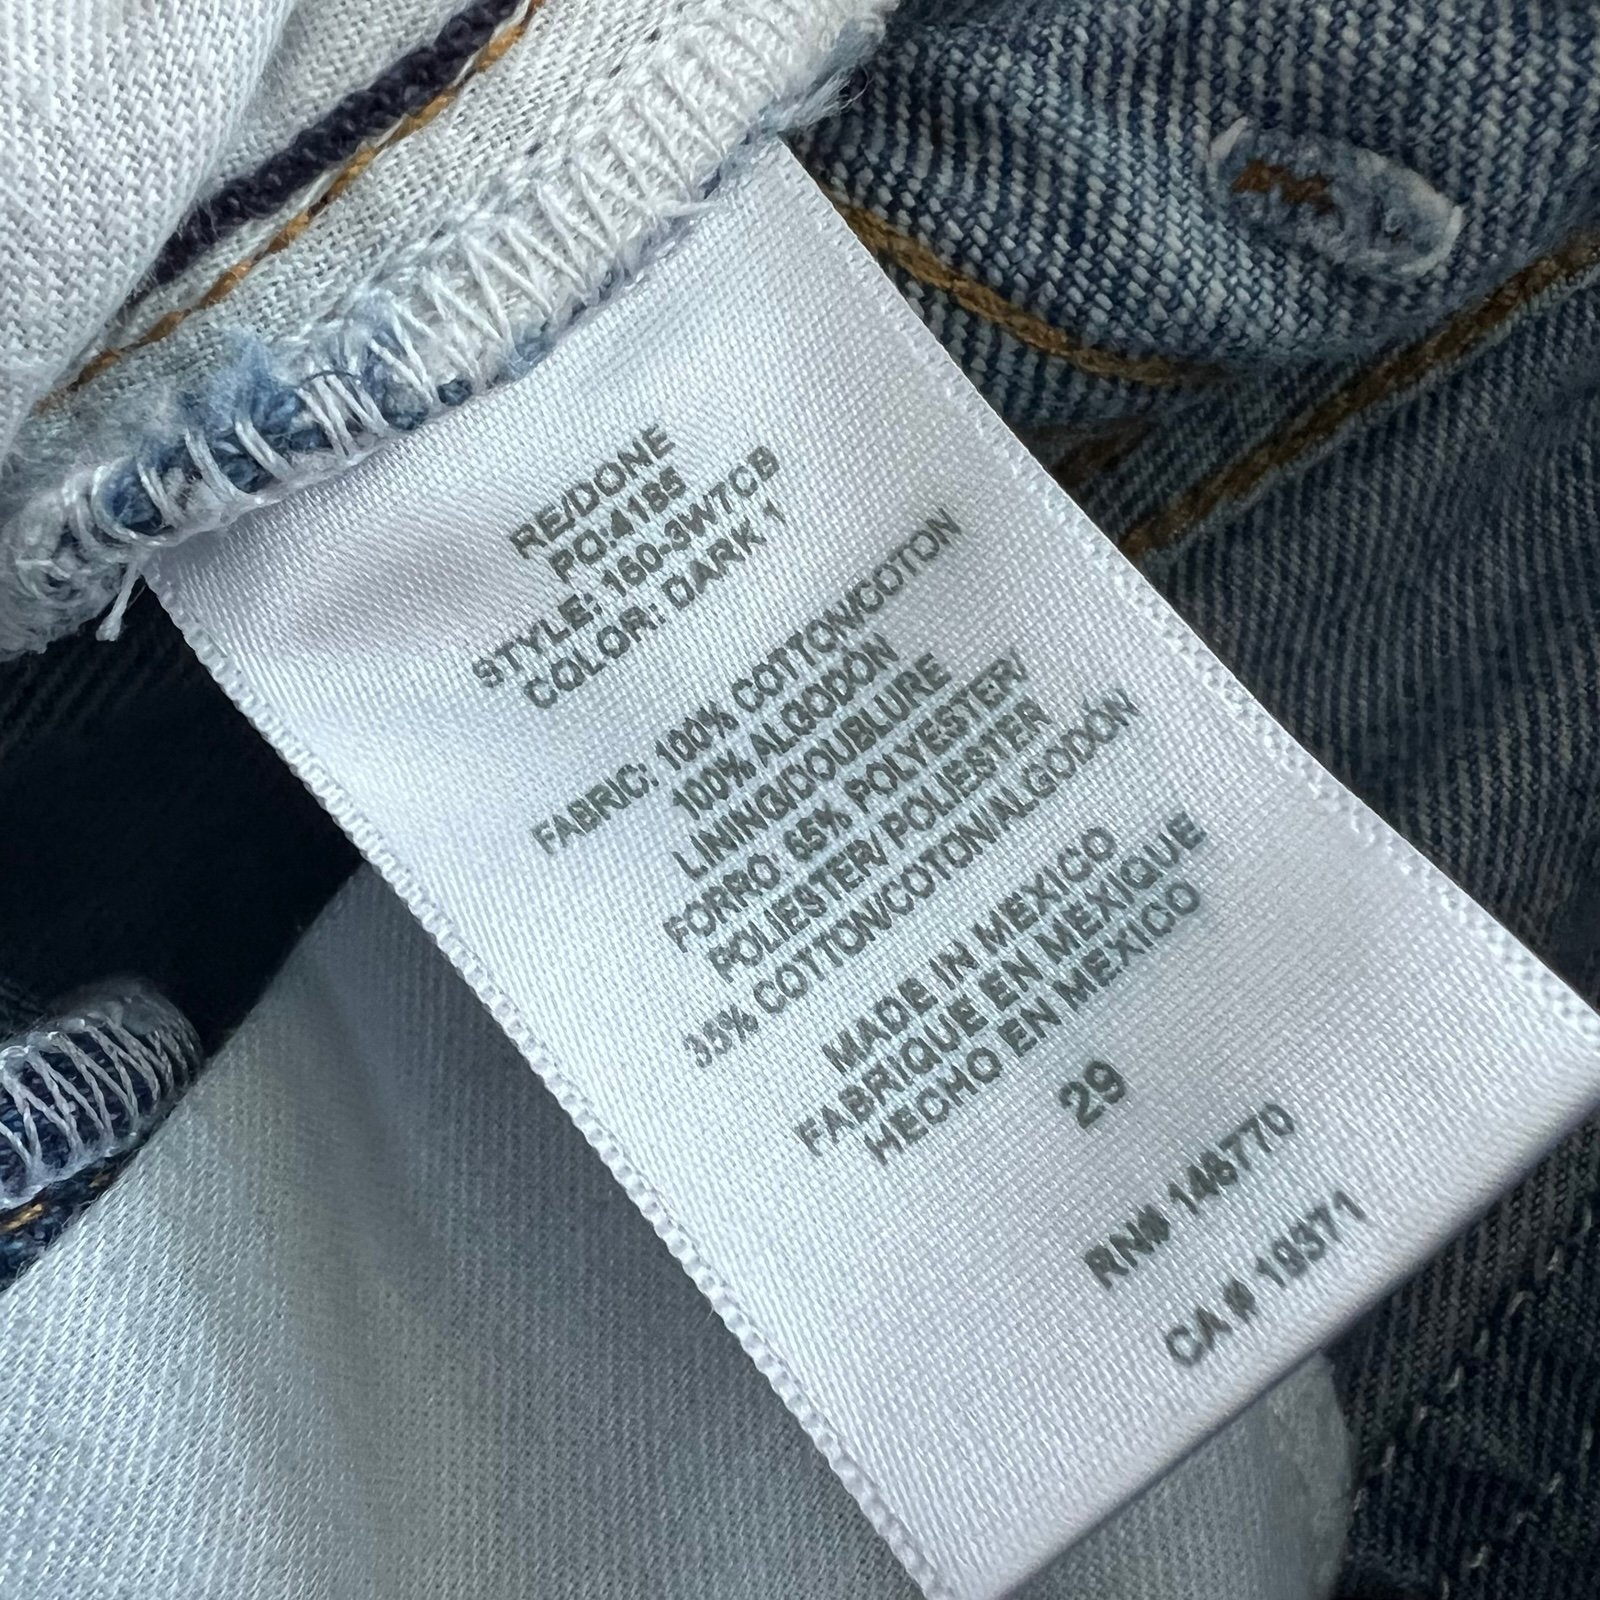 RE/DONE
PO:4185
STYLE: 160-3W7CB
COLOR: DARK 1
FABRIC: 100% COTTON/COTON
100% ALGODÓN
LINING/DOUBLURE
FORRO: 65% POLYESTER/
POLIESTER/ POLIESTER
35% COTTON/COTON/ALGODÓN
MADE IN MEXICO
FABRIQUE EN MEXIQUE
HECHO EN MEXICO
29
RN# 148770
CA # 19371